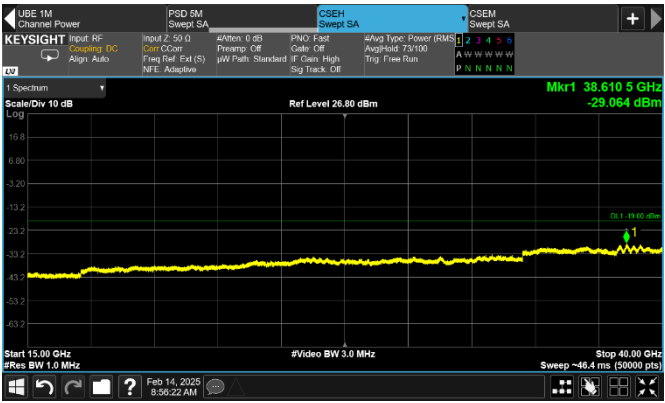 UBE 1M
Channel Power
PSD 5M
Swept SA
CSEH
Swept SA
CSEM
Swept SA
KEYSIGHT
Input: RF
Coupling: DC
Align: Auto
Input Z: 50 Ω
Corr CCorr
Freq Ref: Ext (S)
NFE: Adaptive
#Atten: 0 dB
Preamp: Off
µW Path: Standard
PNO: Fast
Gate: Off
IF Gain: High
Sig Track: Off
#Avg Type: Power (RMS
Avg|Hold: 73/100
Trig: Free Run
1 2 3 4 5 6
A W W W W W
P N N N N N
LXI
1 Spectrum
Scale/Div 10 dB
Ref Level 26.80 dBm
Mkr1 38.610 5 GHz
-29.064 dBm
Log
16.8
6.80
-3.20
-13.2
-23.2
-33.2
-43.2
-53.2
-63.2
DL1 -19.00 dBm
1
Start 15.00 GHz
#Res BW 1.0 MHz
#Video BW 3.0 MHz
Stop 40.00 GHz
Sweep ~46.4 ms (50000 pts)
?
Feb 14, 2025
8:56:22 AM